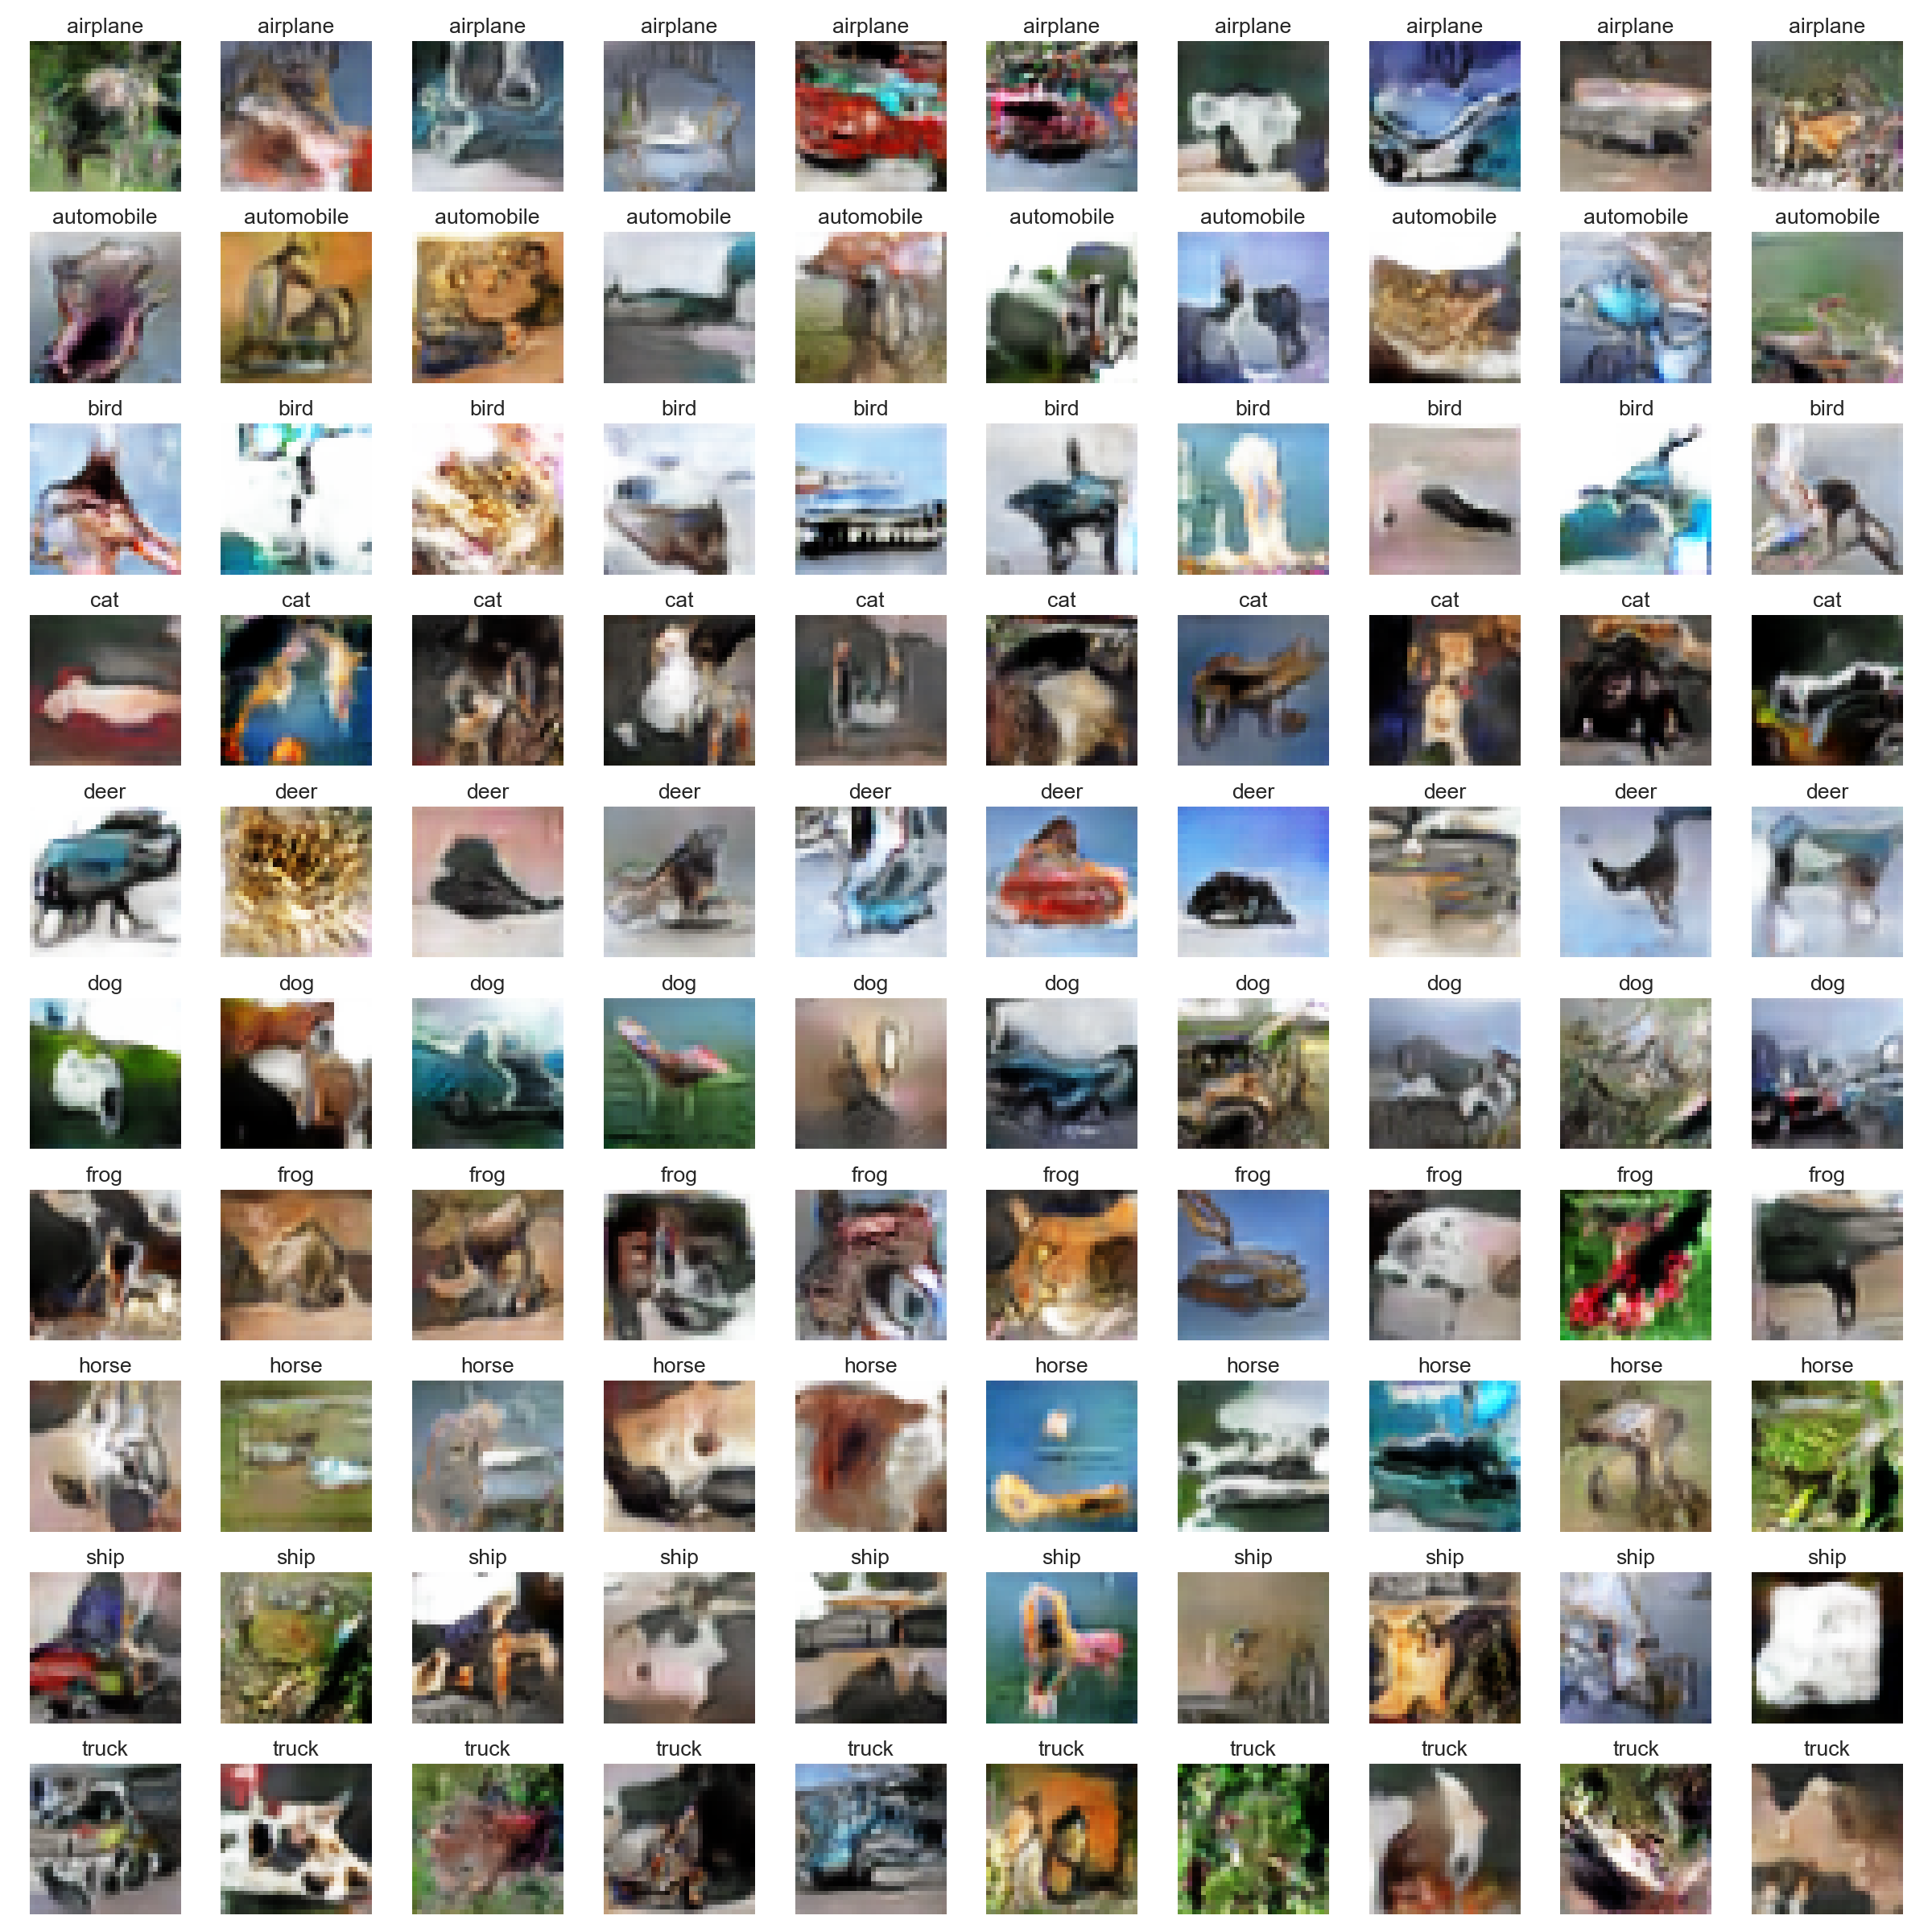 airplane airplane airplane airplane airplane airplane airplane airplane airplane airplane
automobile automobile automobile automobile automobile automobile automobile automobile automobile automobile
bird bird bird bird bird bird bird bird bird bird
cat cat cat cat cat cat cat cat cat cat
deer deer deer deer deer deer deer deer deer deer
dog dog dog dog dog dog dog dog dog dog
frog frog frog frog frog frog frog frog frog frog
horse horse horse horse horse horse horse horse horse horse
ship ship ship ship ship ship ship ship ship ship
truck truck truck truck truck truck truck truck truck truck